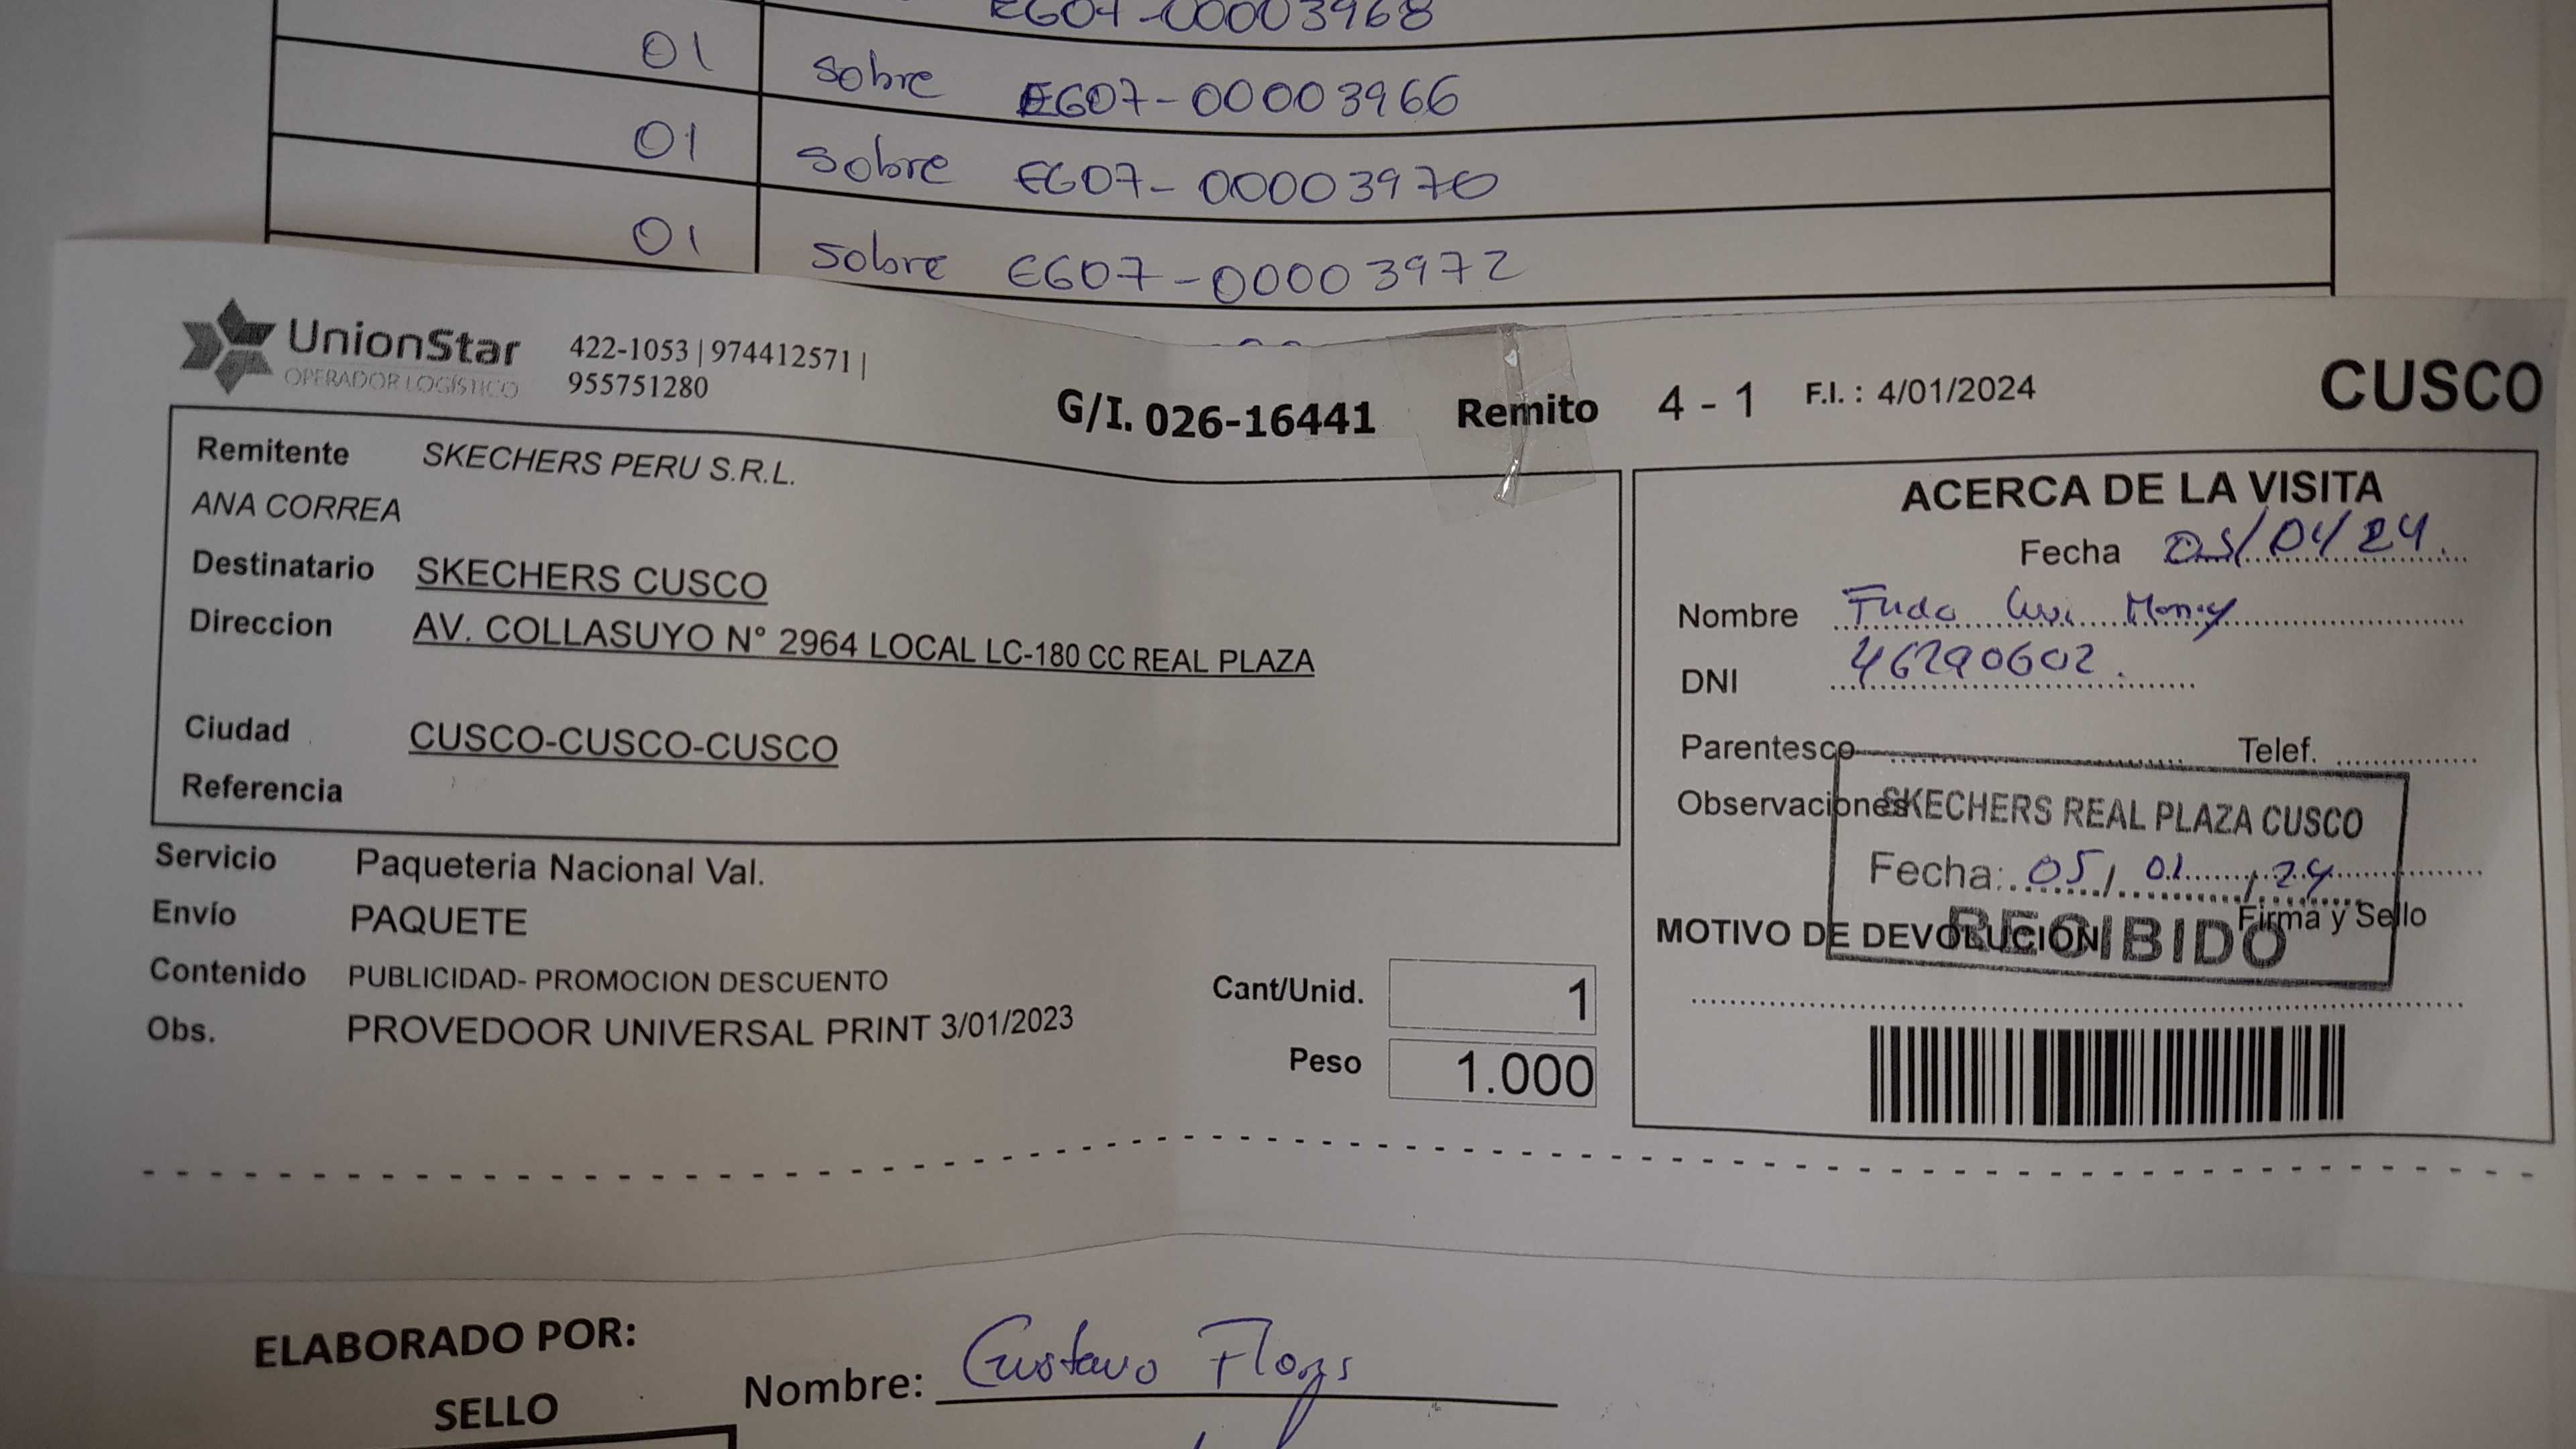 EG07-00003968
01 sobre EG07-00003966
01 sobre EG07-00003970
01 sobre EG07-00003972
UnionStar
OPERADOR LOGÍSTICO
422-1053 | 974412571 |
955751280
G/I. 026-16441 Remito 4 - 1 F.I. : 4/01/2024 CUSCO
Remitente SKECHERS PERU S.R.L.
ANA CORREA
Destinatario SKECHERS CUSCO
Direccion AV. COLLASUYO N° 2964 LOCAL LC-180 CC REAL PLAZA
Ciudad CUSCO-CUSCO-CUSCO
Referencia
Servicio Paqueteria Nacional Val.
Envío PAQUETE
Contenido PUBLICIDAD- PROMOCION DESCUENTO
Obs. PROVEDOOR UNIVERSAL PRINT 3/01/2023
Cant/Unid. 1
Peso 1.000
ACERCA DE LA VISITA
Fecha
Nombre
DNI 46290602.
Parentesco Telef.
Observaciones
SKECHERS REAL PLAZA CUSCO
Fecha: 05/01/24
RECIBIDO
Firma y Sello
MOTIVO DE DEVOLUCIÓN
ELABORADO POR:
SELLO
Nombre: Gustavo Flores